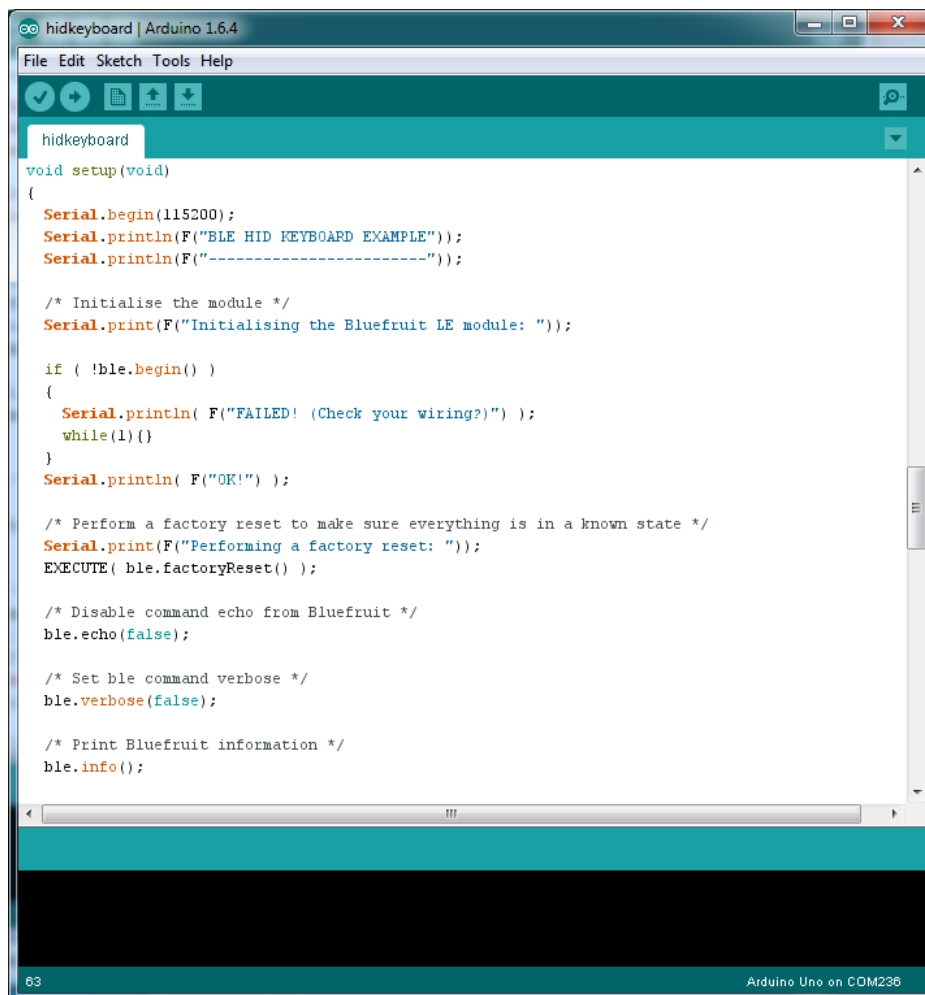 hidkeyboard | Arduino 1.6.4
File Edit Sketch Tools Help
hidkeyboard
void setup(void)
{
  Serial.begin(115200);
  Serial.println(F("BLE HID KEYBOARD EXAMPLE"));
  Serial.println(F("------------------------"));

  /* Initialise the module */
  Serial.print(F("Initialising the Bluefruit LE module: "));

  if ( !ble.begin() )
  {
    Serial.println( F("FAILED! (Check your wiring?)") );
    while(1){}
  }
  Serial.println( F("OK!") );

  /* Perform a factory reset to make sure everything is in a known state */
  Serial.print(F("Performing a factory reset: "));
  EXECUTE( ble.factoryReset() );

  /* Disable command echo from Bluefruit */
  ble.echo(false);

  /* Set ble command verbose */
  ble.verbose(false);

  /* Print Bluefruit information */
  ble.info();
63
Arduino Uno on COM236